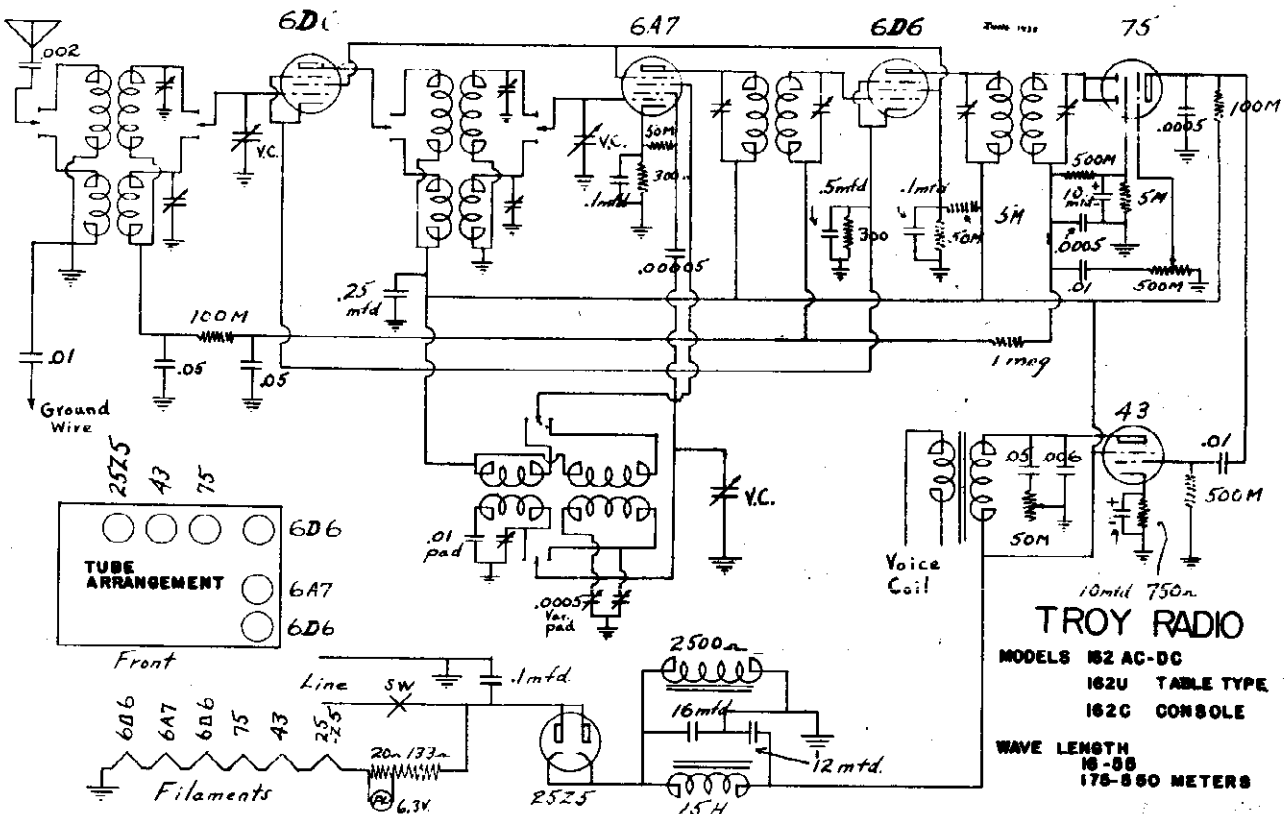 6D6
6A7
6D6
75
.002
V.C.
V.C.
50M
300
.1mfd
.0005
100M
500M
10 mfd
5M
.5mfd
.1mfd
300
50M
5M
.0005
.01
500M
.00005
.25 mfd
100M
.01
.05
.05
1 meg
Ground Wire
43
.01
.05
.006
500M
V.C.
50M
Voice Coil
10mfd 750Ω
.01 pad
.0005 Var. pad
25Z5
43
75
6D6
TUBE ARRANGEMENT
6A7
6D6
Front
TROY RADIO
MODELS 162 AC-DC
162U TABLE TYPE
162C CONSOLE
WAVE LENGTH
16-55
175-550 METERS
2500Ω
Line
SW
.1mfd.
16mfd
12mfd.
6D6
6A7
6D6
75
43
25Z5
20Ω 133Ω
PL
6.3V.
Filaments
25Z5
15H